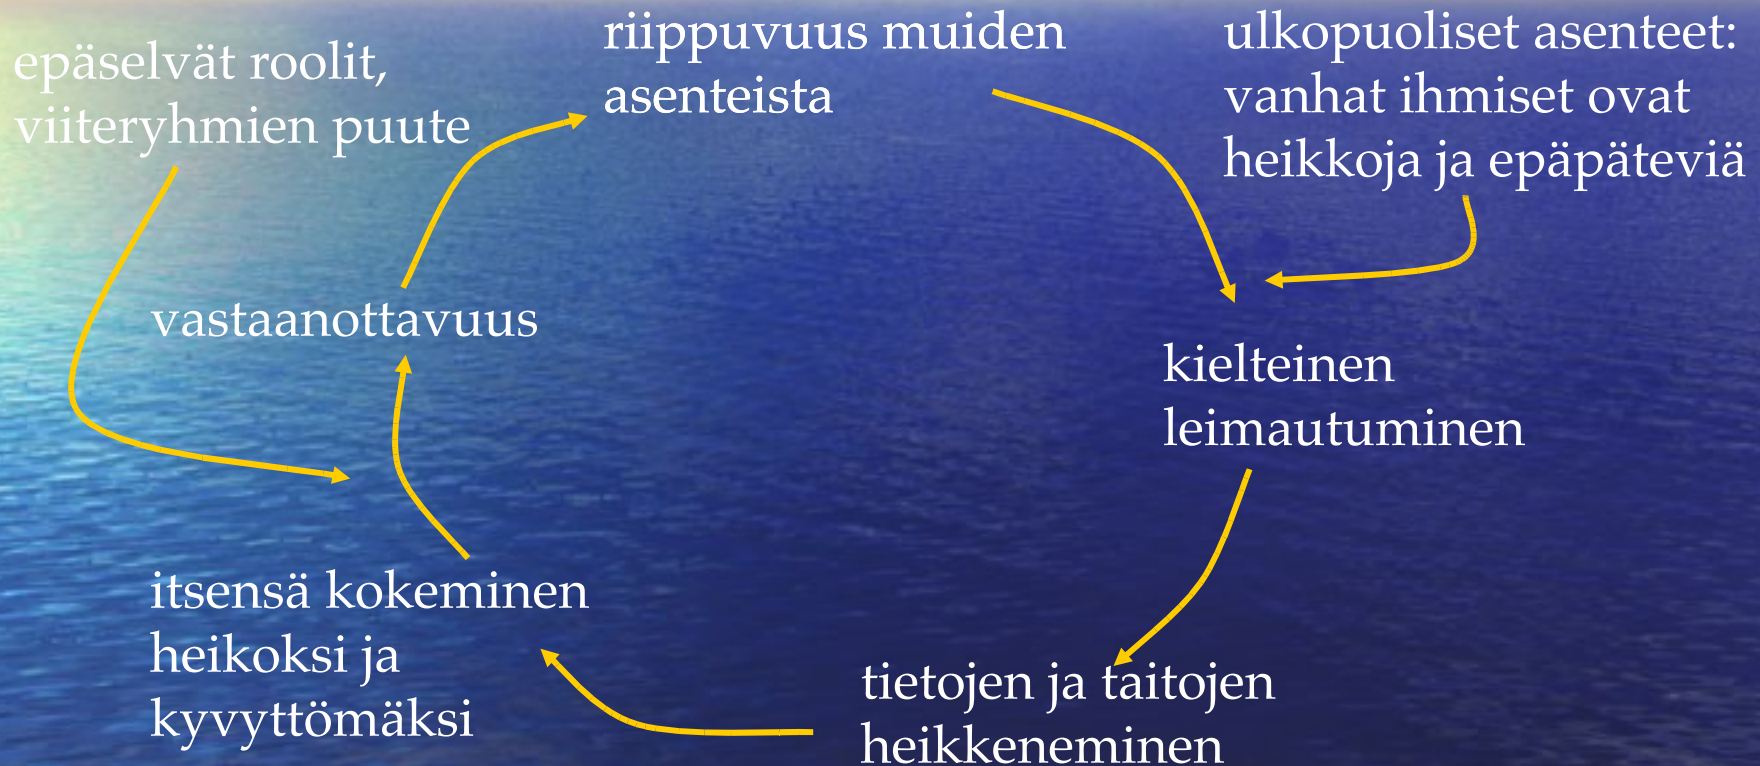 epäselvät roolit,
viiteryhmien puute
riippuvuus muiden
asenteista
ulkopuoliset asenteet:
vanhat ihmiset ovat
heikkoja ja epäpäteviä
vastaanottavuus
kielteinen
leimautuminen
itsensä kokeminen
heikoksi ja
kyvyttömäksi
tietojen ja taitojen
heikkeneminen